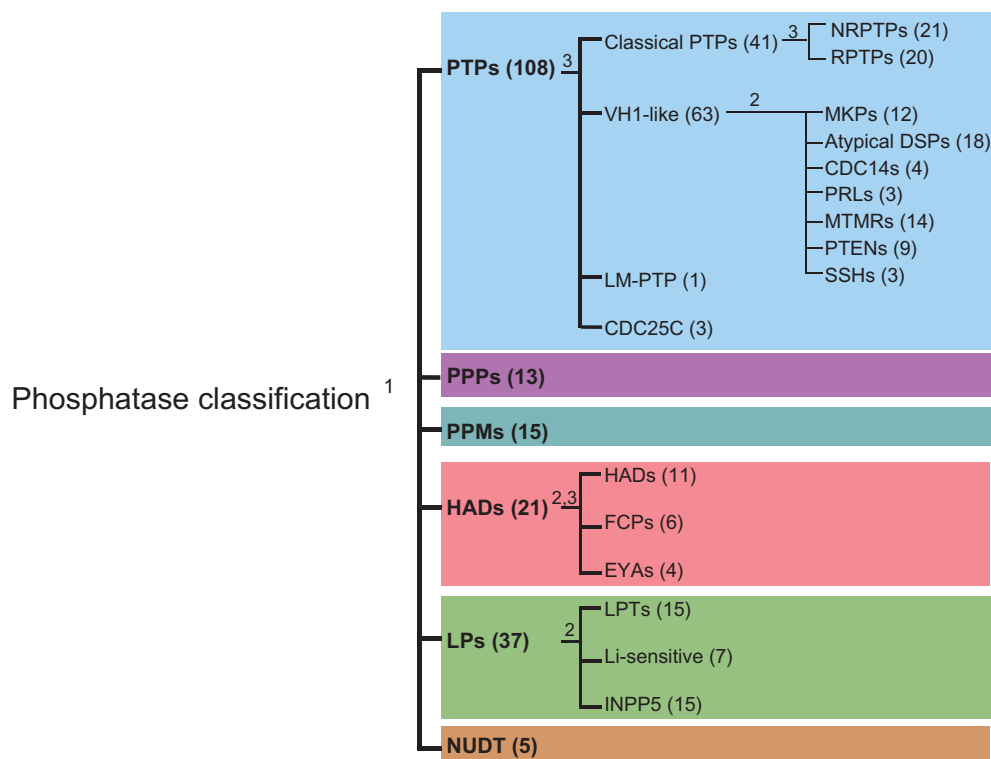 Phosphatase classification 1
PTPs (108)
3
Classical PTPs (41)
3
NRPTPs (21)
RPTPs (20)
VH1-like (63)
2
MKPs (12)
Atypical DSPs (18)
CDC14s (4)
PRLs (3)
MTMRs (14)
PTENs (9)
SSHs (3)
LM-PTP (1)
CDC25C (3)
PPPs (13)
PPMs (15)
HADs (21)
2,3
HADs (11)
FCPs (6)
EYAs (4)
LPs (37)
2
LPTs (15)
Li-sensitive (7)
INPP5 (15)
NUDT (5)